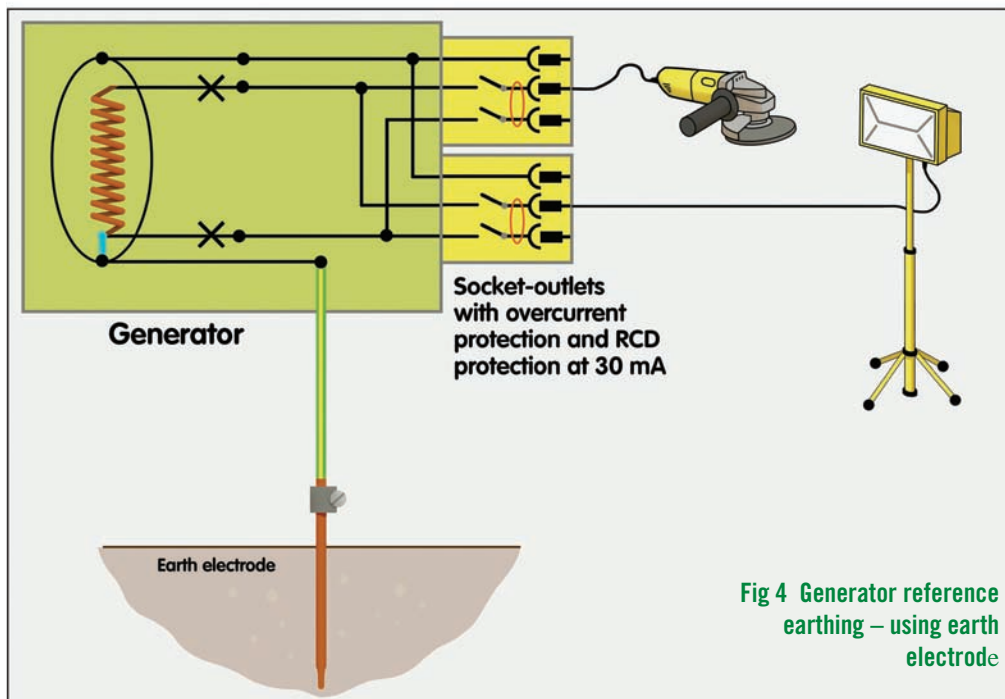 Generator
Socket-outlets
with overcurrent
protection and RCD
protection at 30 mA
Earth electrode
Fig 4 Generator reference
earthing – using earth
electrode